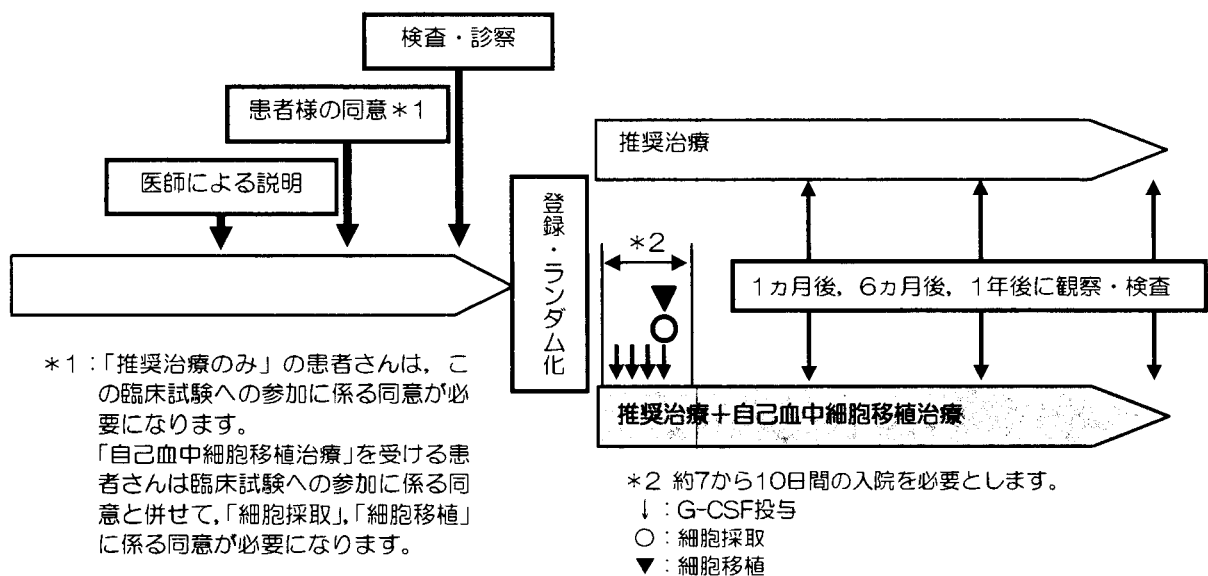 検査・診察
患者様の同意*1
医師による説明
登録・ランダム化
推奨治療
*2
1ヵ月後，6ヵ月後，1年後に観察・検査
推奨治療＋自己血中細胞移植治療
*1：「推奨治療のみ」の患者さんは，こ
の臨床試験への参加に係る同意が必
要になります。
「自己血中細胞移植治療」を受ける患
者さんは臨床試験への参加に係る同
意と併せて，「細胞採取」，「細胞移植」
に係る同意が必要になります。
*2 約7から10日間の入院を必要とします。
↓：G-CSF投与
○：細胞採取
▼：細胞移植